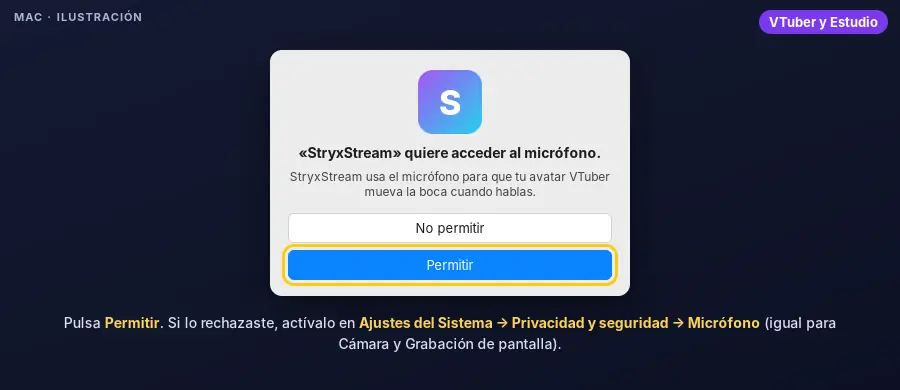 MAC · ILUSTRACIÓN
VTuber y Estudio
S
«StryxStream» quiere acceder al micrófono.
StryxStream usa el micrófono para que tu avatar VTuber
mueva la boca cuando hablas.
No permitir
Permitir
Pulsa Permitir. Si lo rechazaste, actívalo en Ajustes del Sistema → Privacidad y seguridad → Micrófono (igual para
Cámara y Grabación de pantalla).